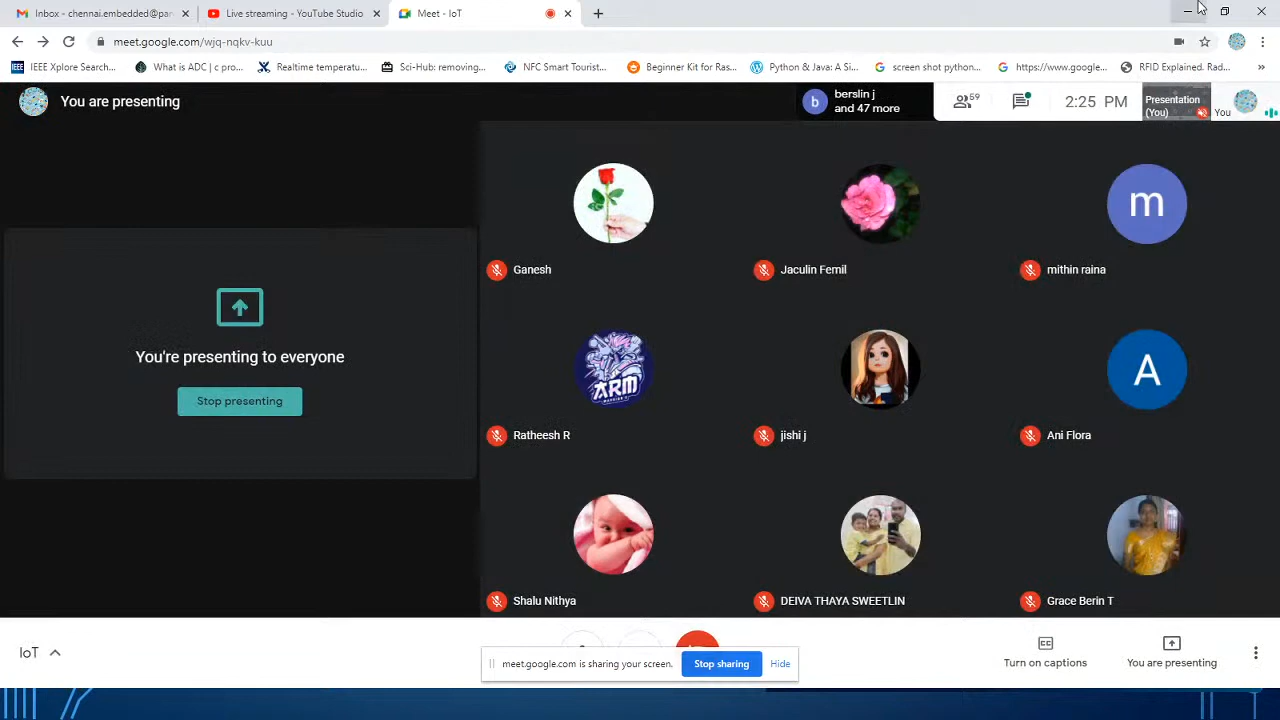 Inbox - chennai.embedded@par
Live streaming - YouTube Studio
Meet - IoT
meet.google.com/wjq-nqkv-kuu
IEEE Xplore Search...
What is ADC | c pro...
Realtime temperatu...
Sci-Hub: removing...
NFC Smart Tourist...
Beginner Kit for Ras...
Python & Java: A Si...
screen shot python...
https://www.google...
RFID Explained. Rad...
You are presenting
b
berslin j
and 47 more
59
2:25 PM
Presentation
(You)
You
You're presenting to everyone
Stop presenting
Ganesh
Jaculin Femil
m
mithin raina
ARM
Ratheesh R
jishi j
A
Ani Flora
Shalu Nithya
DEIVA THAYA SWEETLIN
Grace Berin T
IoT
meet.google.com is sharing your screen.
Stop sharing
Hide
Turn on captions
You are presenting